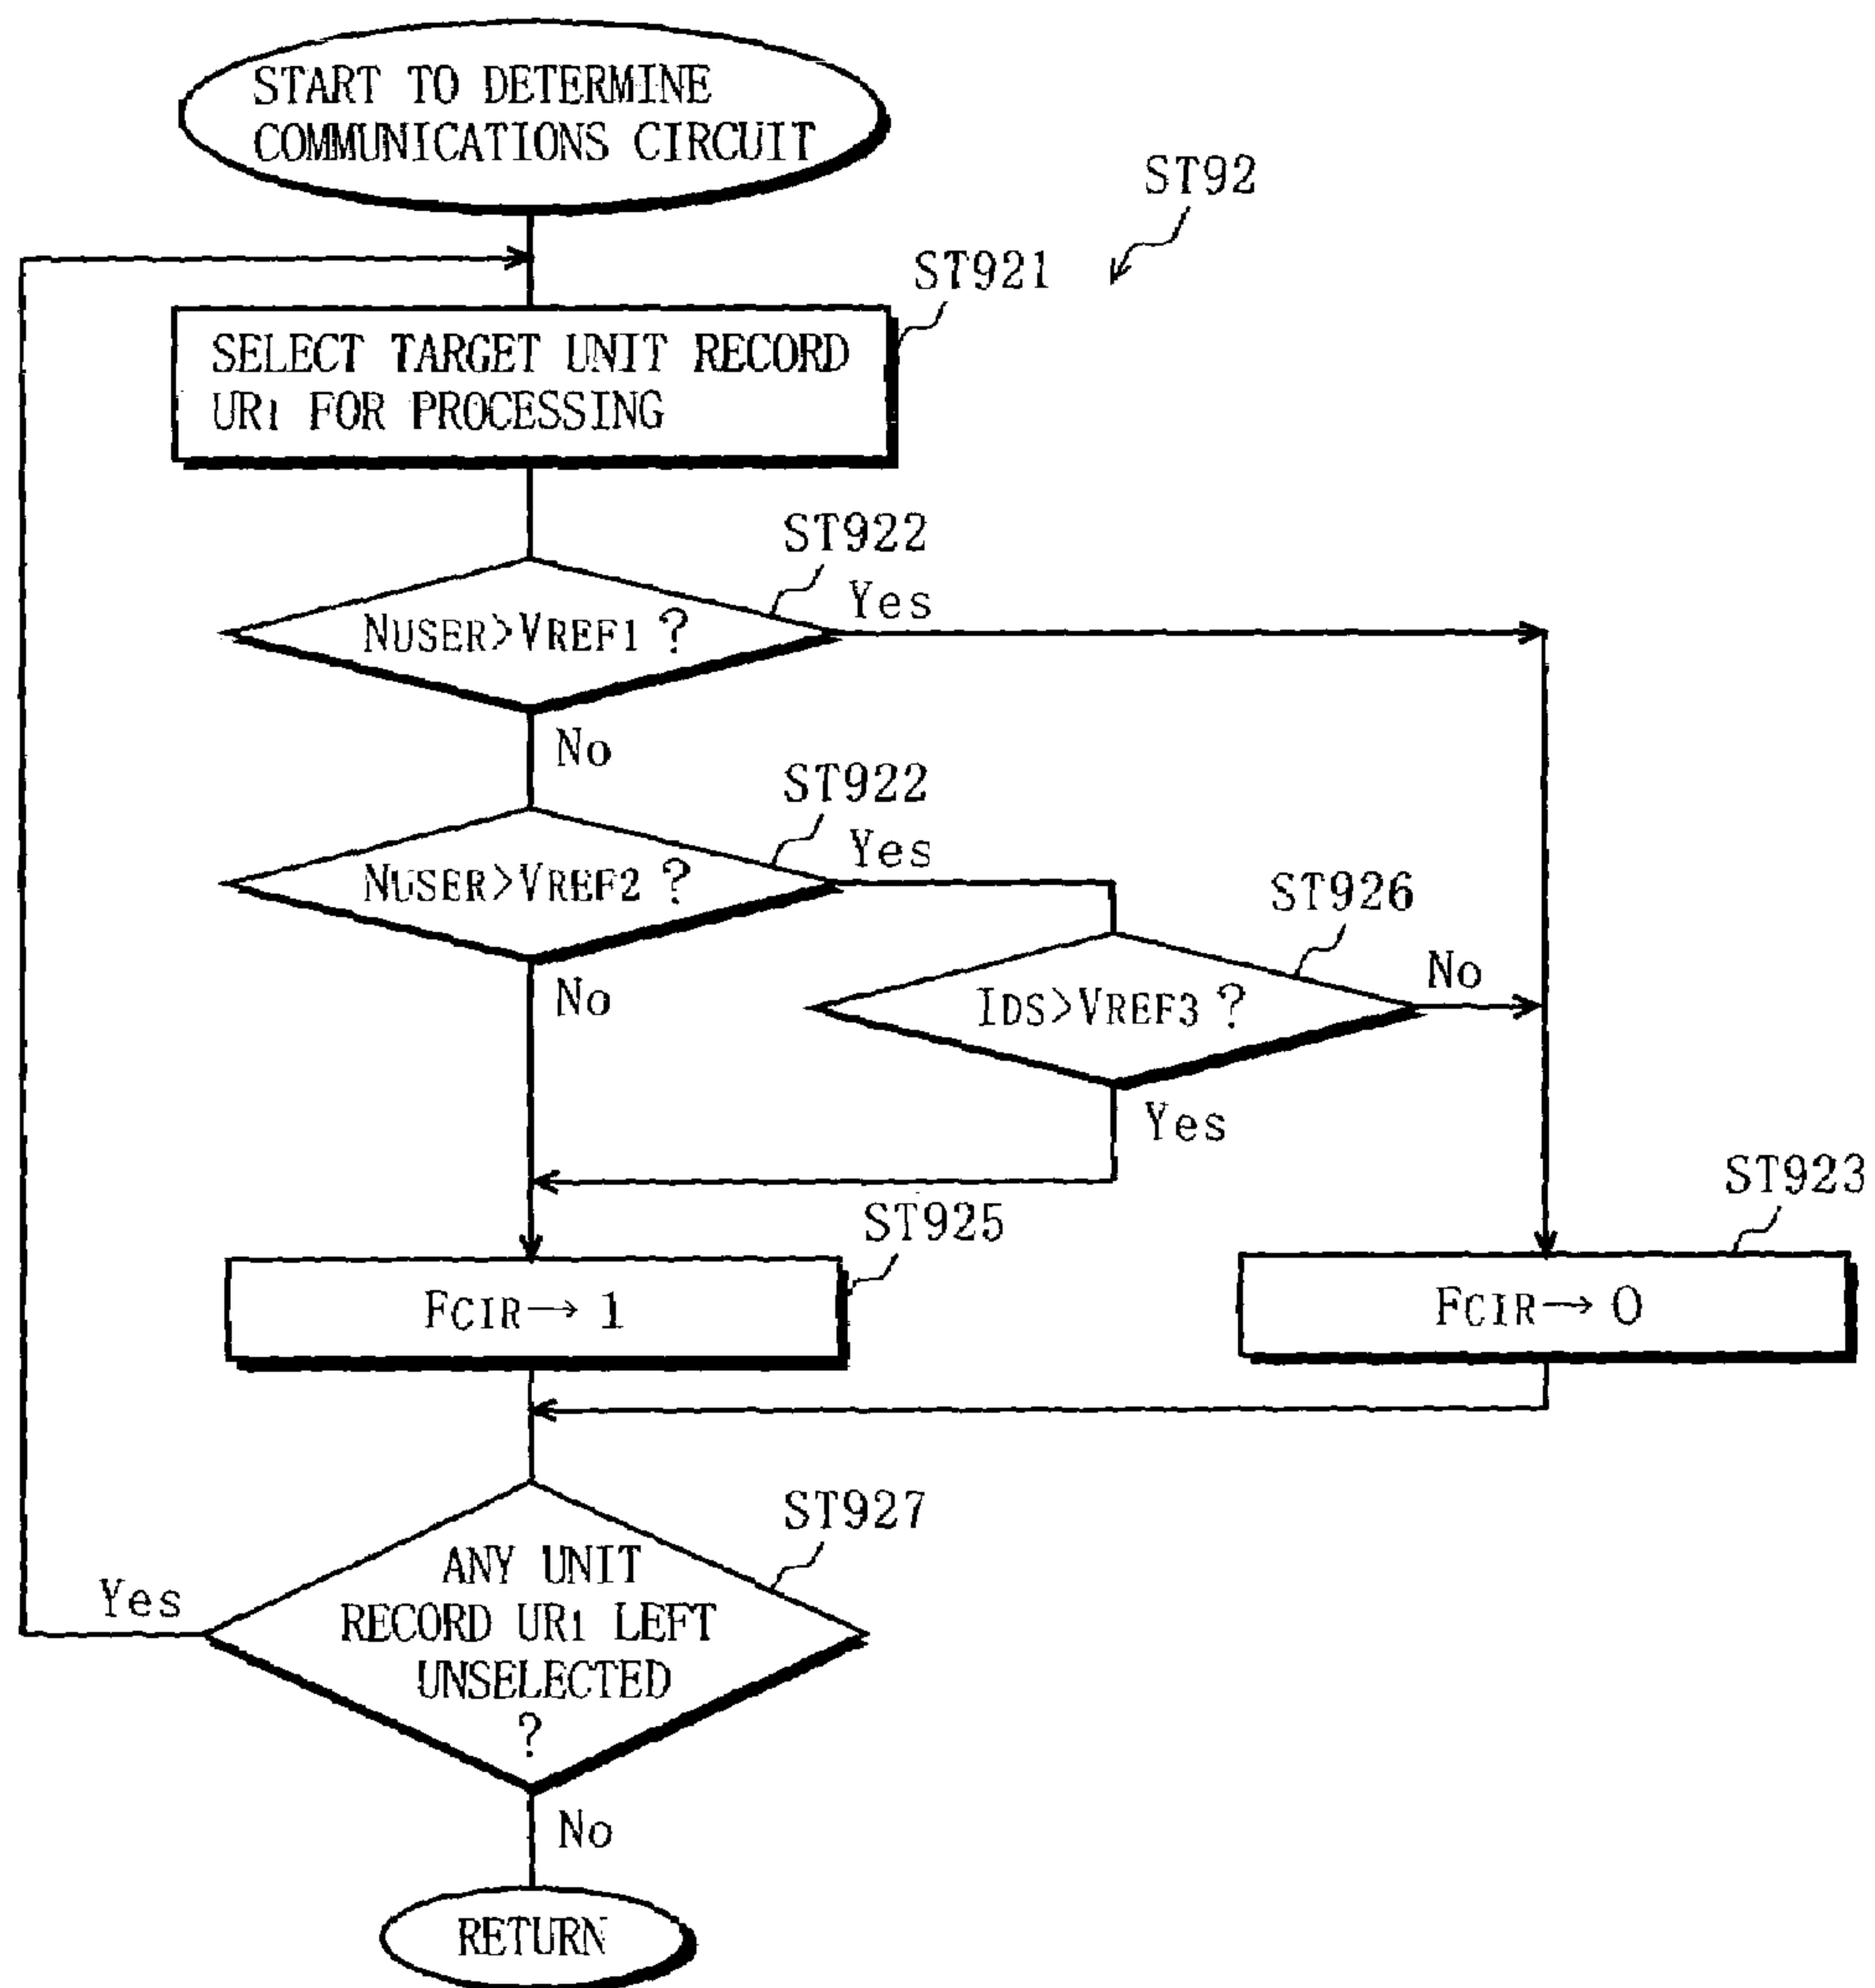 START TO DETERMINE
COMMUNICATIONS CIRCUIT
ST92
ST921
SELECT TARGET UNIT RECORD
UR1 FOR PROCESSING
ST922
Yes
NUSER>VREF1 ?
No
ST922
Yes
NUSER>VREF2 ?
ST926
No
No
IDS>VREF3 ?
Yes
ST923
ST925
FCIR→ 1
FCIR→ 0
ST927
ANY UNIT
Yes
RECORD UR1 LEFT
UNSELECTED
?
No
RETURN